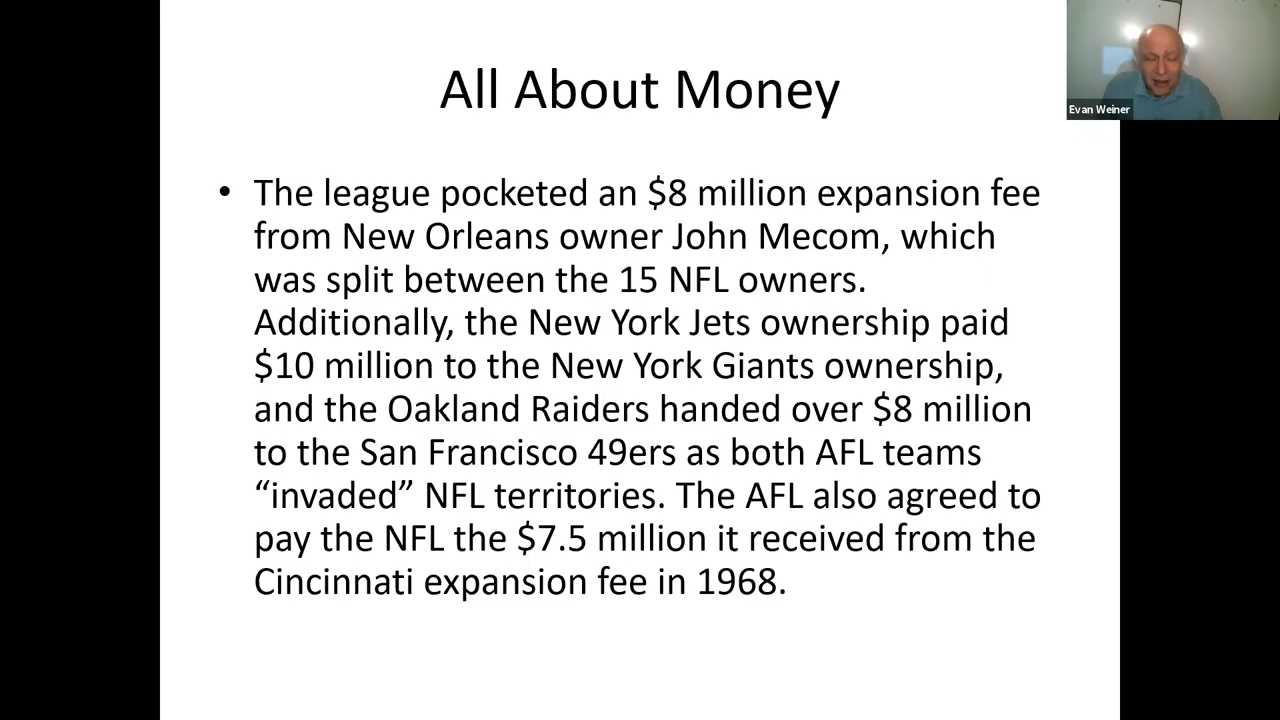 All About Money
Evan Weiner
• The league pocketed an $8 million expansion fee
from New Orleans owner John Mecom, which
was split between the 15 NFL owners.
Additionally, the New York Jets ownership paid
$10 million to the New York Giants ownership,
and the Oakland Raiders handed over $8 million
to the San Francisco 49ers as both AFL teams
“invaded” NFL territories. The AFL also agreed to
pay the NFL the $7.5 million it received from the
Cincinnati expansion fee in 1968.